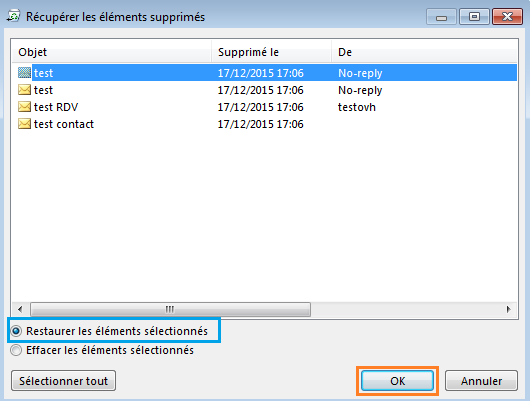 Récupérer les éléments supprimés
Objet Supprimé le De
test 17/12/2015 17:06 No-reply
test 17/12/2015 17:06 No-reply
test RDV 17/12/2015 17:06 testovh
test contact 17/12/2015 17:06
Restaurer les éléments sélectionnés
Effacer les éléments sélectionnés
Sélectionner tout OK Annuler